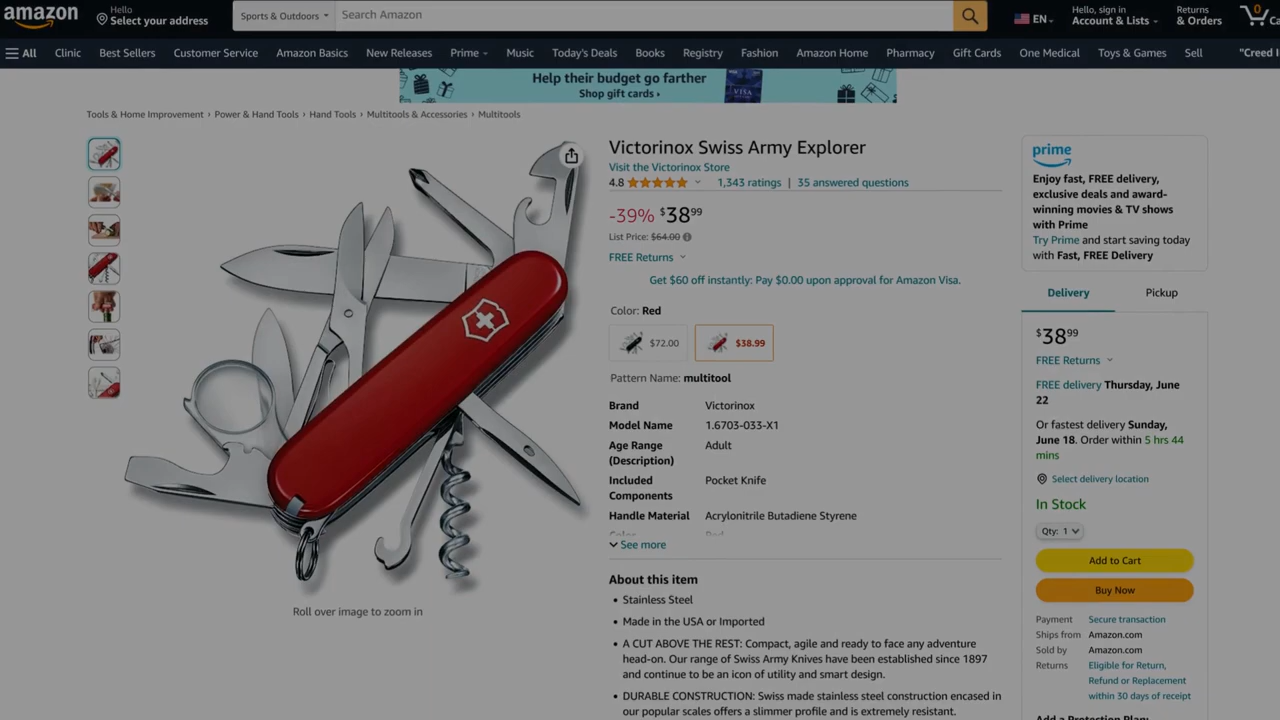 amazon
Hello
Select your address
Sports & Outdoors
Search Amazon
EN
Hello, sign in
Account & Lists
Returns
& Orders
0
All
Clinic
Best Sellers
Customer Service
Amazon Basics
New Releases
Prime
Music
Today's Deals
Books
Registry
Fashion
Amazon Home
Pharmacy
Gift Cards
One Medical
Toys & Games
Sell
"Creed
Help their budget go farther
Shop gift cards ›
VISA
Tools & Home Improvement › Power & Hand Tools › Hand Tools › Multitools & Accessories › Multitools
Roll over image to zoom in
Victorinox Swiss Army Explorer
Visit the Victorinox Store
4.8
1,343 ratings | 35 answered questions
-39% $38.99
List Price: $64.00
FREE Returns
Get $60 off instantly: Pay $0.00 upon approval for Amazon Visa.
Color: Red
$72.00
$38.99
Pattern Name: multitool
Brand Victorinox
Model Name 1.6703-033-X1
Age Range (Description) Adult
Included Components Pocket Knife
Handle Material Acrylonitrile Butadiene Styrene
Color Red
See more
About this item
• Stainless Steel
• Made in the USA or Imported
• A CUT ABOVE THE REST: Compact, agile and ready to face any adventure
head-on. Our range of Swiss Army Knives have been established since 1897
and continue to be an icon of utility and smart design.
• DURABLE CONSTRUCTION: Swiss made stainless steel construction encased in
our popular scales offers a slimmer profile and is extremely resistant.
prime
Enjoy fast, FREE delivery,
exclusive deals and award-
winning movies & TV shows
with Prime
Try Prime and start saving today
with Fast, FREE Delivery
Delivery
Pickup
$38.99
FREE Returns
FREE delivery Thursday, June
22
Or fastest delivery Sunday,
June 18. Order within 5 hrs 44
mins
Select delivery location
In Stock
Qty: 1
Add to Cart
Buy Now
Payment Secure transaction
Ships from Amazon.com
Sold by Amazon.com
Returns Eligible for Return,
Refund or Replacement
within 30 days of receipt
Add a Protection Plan: